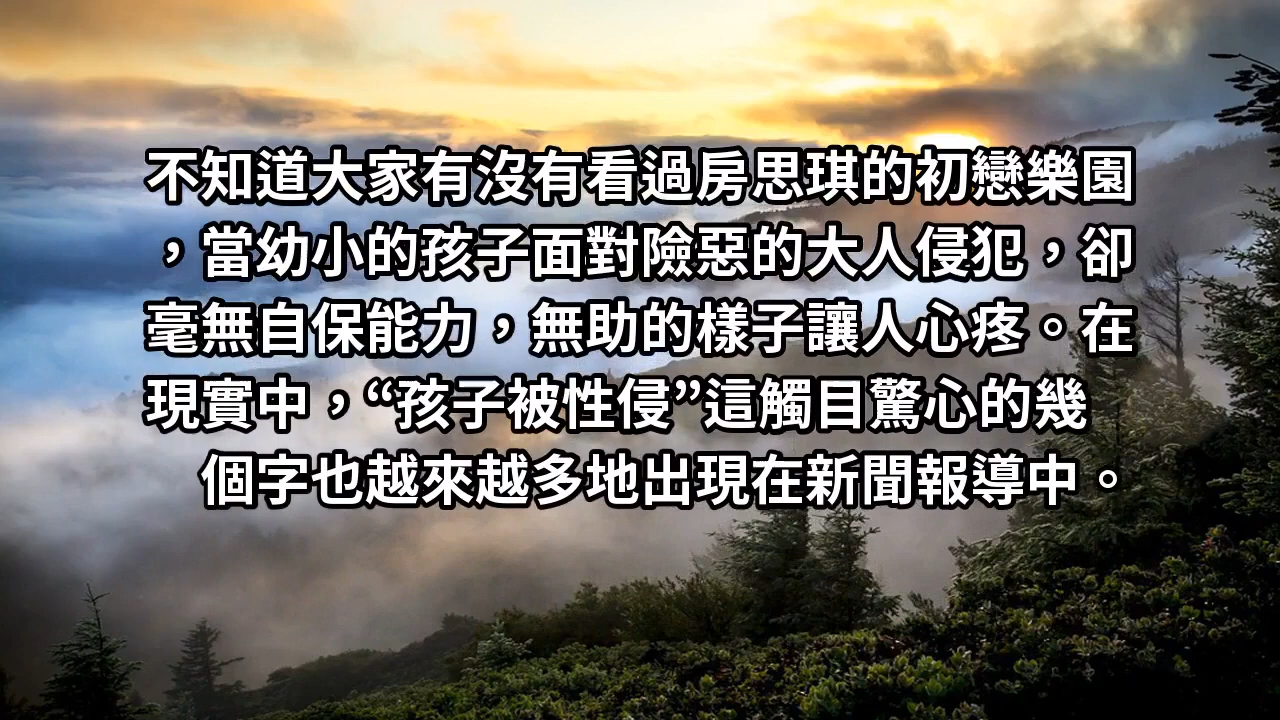 不知道大家有沒有看過房思琪的初戀樂園
，當幼小的孩子面對險惡的大人侵犯，卻
毫無自保能力，無助的樣子讓人心疼。在
現實中，“孩子被性侵”這觸目驚心的幾
個字也越來越多地出現在新聞報導中。